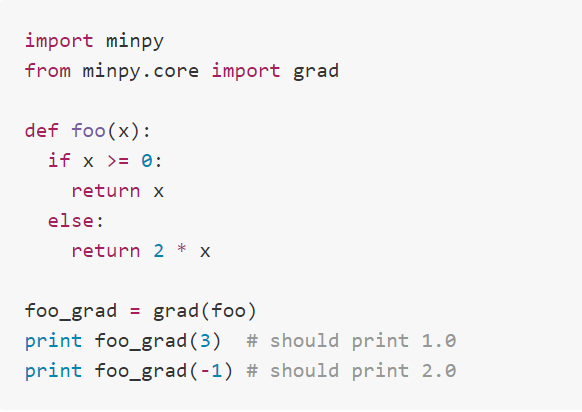 import minpy
from minpy.core import grad

def foo(x):
  if x >= 0:
    return x
  else:
    return 2 * x

foo_grad = grad(foo)
print foo_grad(3)  # should print 1.0
print foo_grad(-1) # should print 2.0